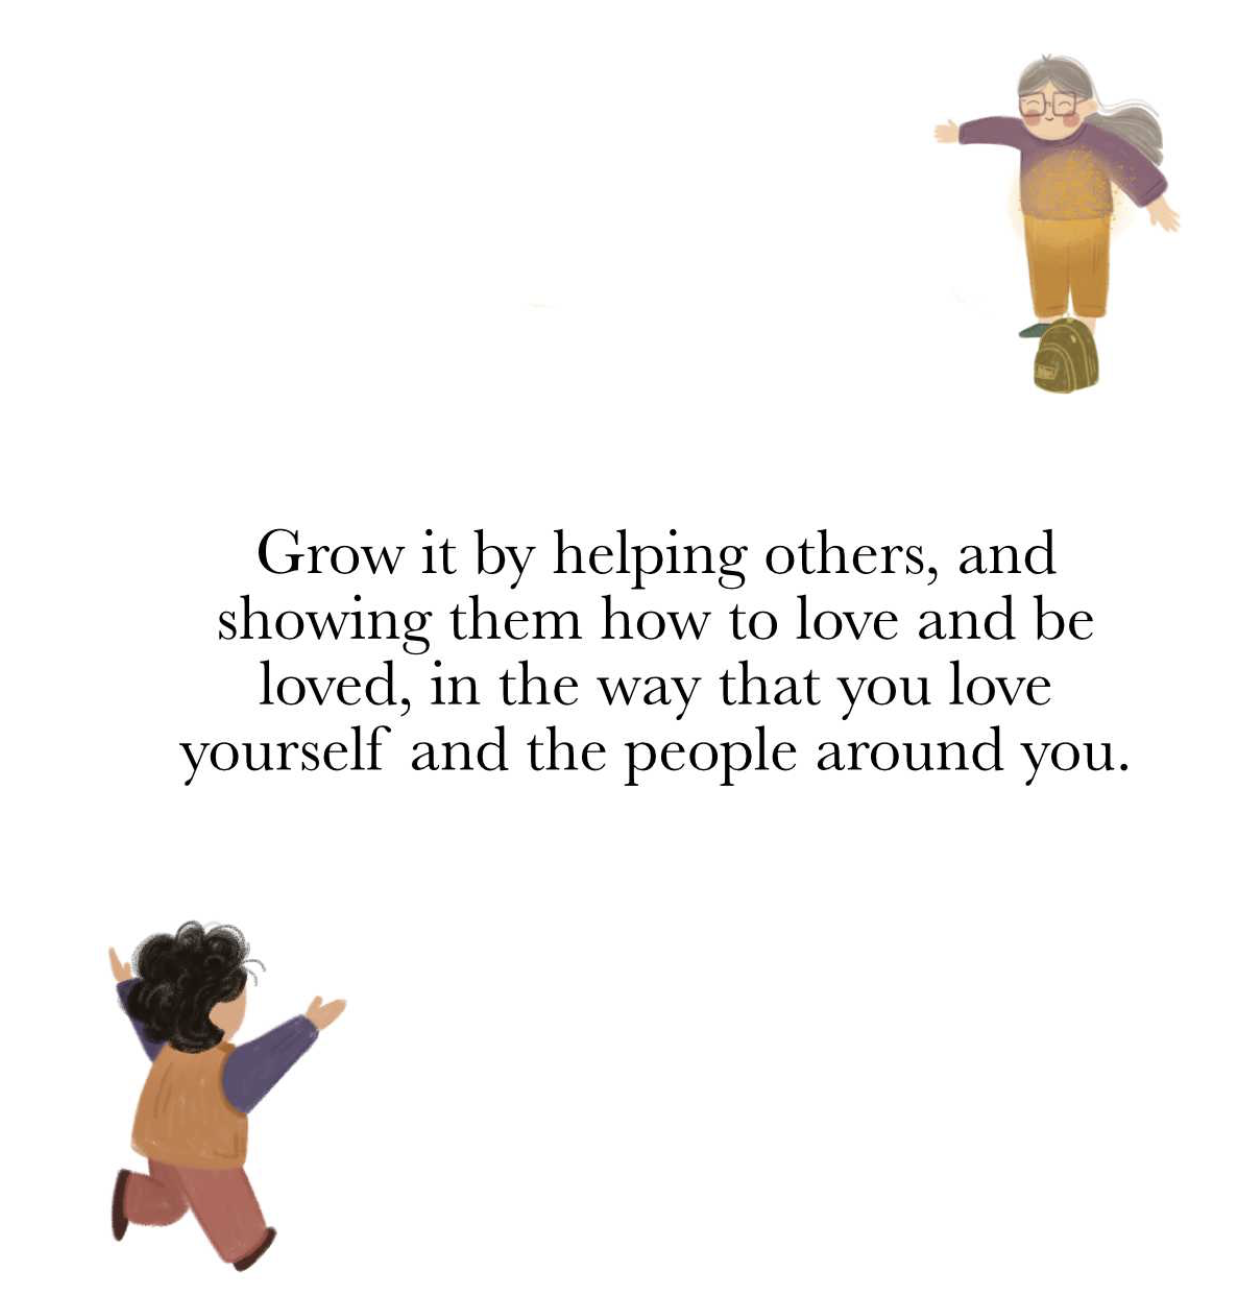 Grow it by helping others, and
showing them how to love and be
loved, in the way that you love
yourself and the people around you.